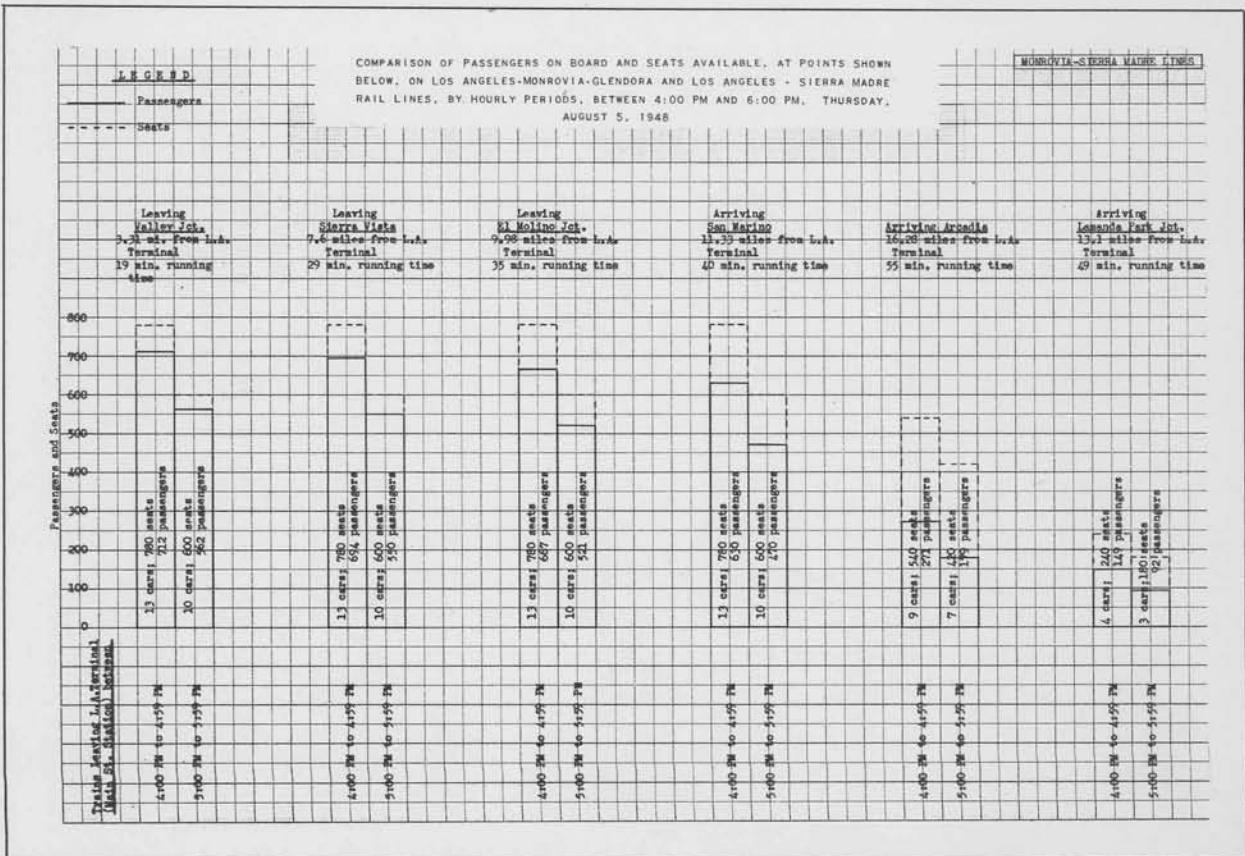 COMPARISON OF PASSENGERS ON BOARD AND SEATS AVAILABLE, AT POINTS SHOWN
BELOW, ON LOS ANGELES-MONROVIA-GLENDORA AND LOS ANGELES - SIERRA MADRE
RAIL LINES, BY HOURLY PERIODS, BETWEEN 4:00 PM AND 6:00 PM, THURSDAY,
AUGUST 5, 1948
MONROVIA-SIERRA MADRE LINES
LEGEND
Passengers
Seats
Leaving
Valley Jct.
3.31 mi. from L.A.
Terminal
19 min. running
time
Leaving
Sierra Vista
7.6 miles from L.A.
Terminal
29 min. running time
Leaving
El Molino Jct.
9.98 miles from L.A.
Terminal
35 min. running time
Arriving
San Marino
11.33 miles from L.A.
Terminal
40 min. running time
Arriving Arcadia
16.28 miles from L.A.
Terminal
55 min. running time
Arriving
Lamanda Park Jct.
13.1 miles from L.A.
Terminal
49 min. running time
Passengers and Seats
800
700
600
500
400
300
200
100
0
13 cars; 780 seats
712 passengers
10 cars; 600 seats
562 passengers
13 cars; 780 seats
694 passengers
10 cars; 600 seats
550 passengers
13 cars; 780 seats
667 passengers
10 cars; 600 seats
521 passengers
13 cars; 780 seats
630 passengers
10 cars; 600 seats
470 passengers
9 cars; 540 seats
271 passengers
7 cars; 420 seats
passengers
4 cars; 240 seats
149 passengers
3 cars; 180 seats
92 passengers
Trains Leaving L.A. Terminal
(Main St. Station) between
4:00 PM to 4:59 PM
5:00 PM to 5:59 PM
4:00 PM to 4:59 PM
5:00 PM to 5:59 PM
4:00 PM to 4:59 PM
5:00 PM to 5:59 PM
4:00 PM to 4:59 PM
5:00 PM to 5:59 PM
4:00 PM to 4:59 PM
5:00 PM to 5:59 PM
4:00 PM to 4:59 PM
5:00 PM to 5:59 PM